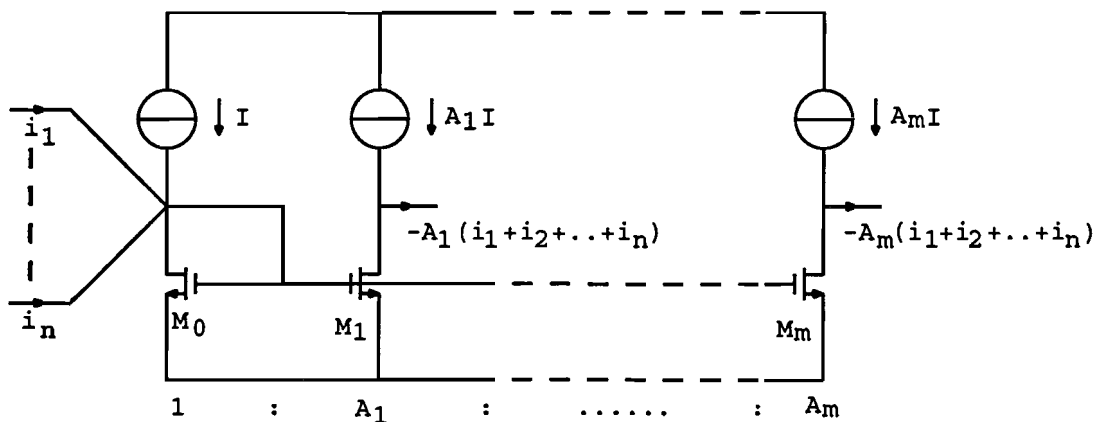 I
A1I
AmI
i1
-A1(i1+i2+..+in)
-Am(i1+i2+..+in)
in
M0
M1
Mm
1 : A1 : ...... : Am